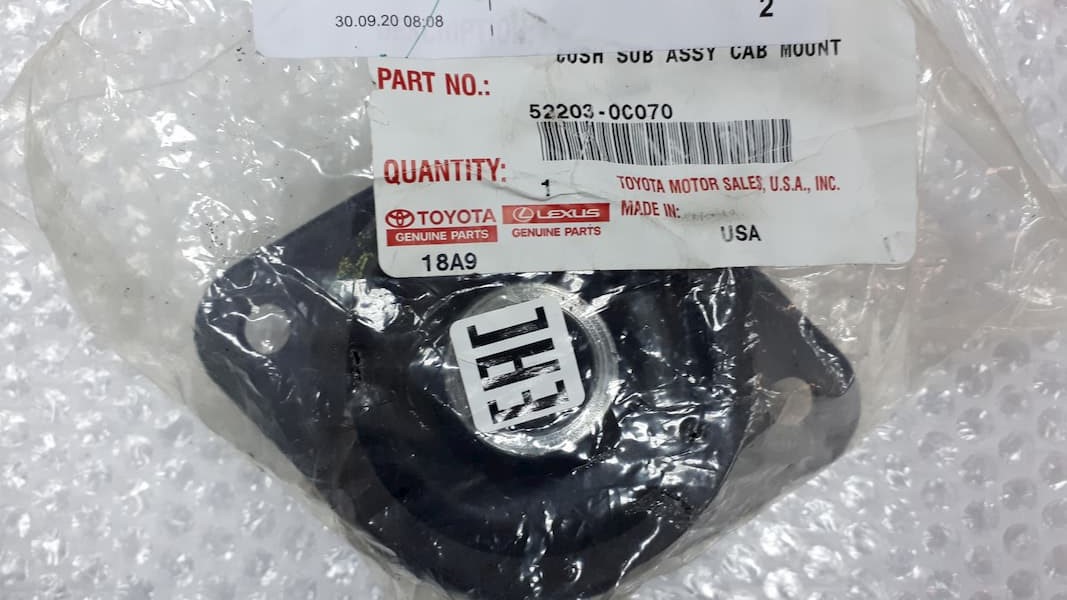 30.09.20 08:08
2
CUSH SUB ASSY CAB MOUNT
PART NO.:
52203-0C070
QUANTITY:
1
TOYOTA MOTOR SALES, U.S.A., INC.
MADE IN:
USA
TOYOTA
GENUINE PARTS
LEXUS
GENUINE PARTS
18A9